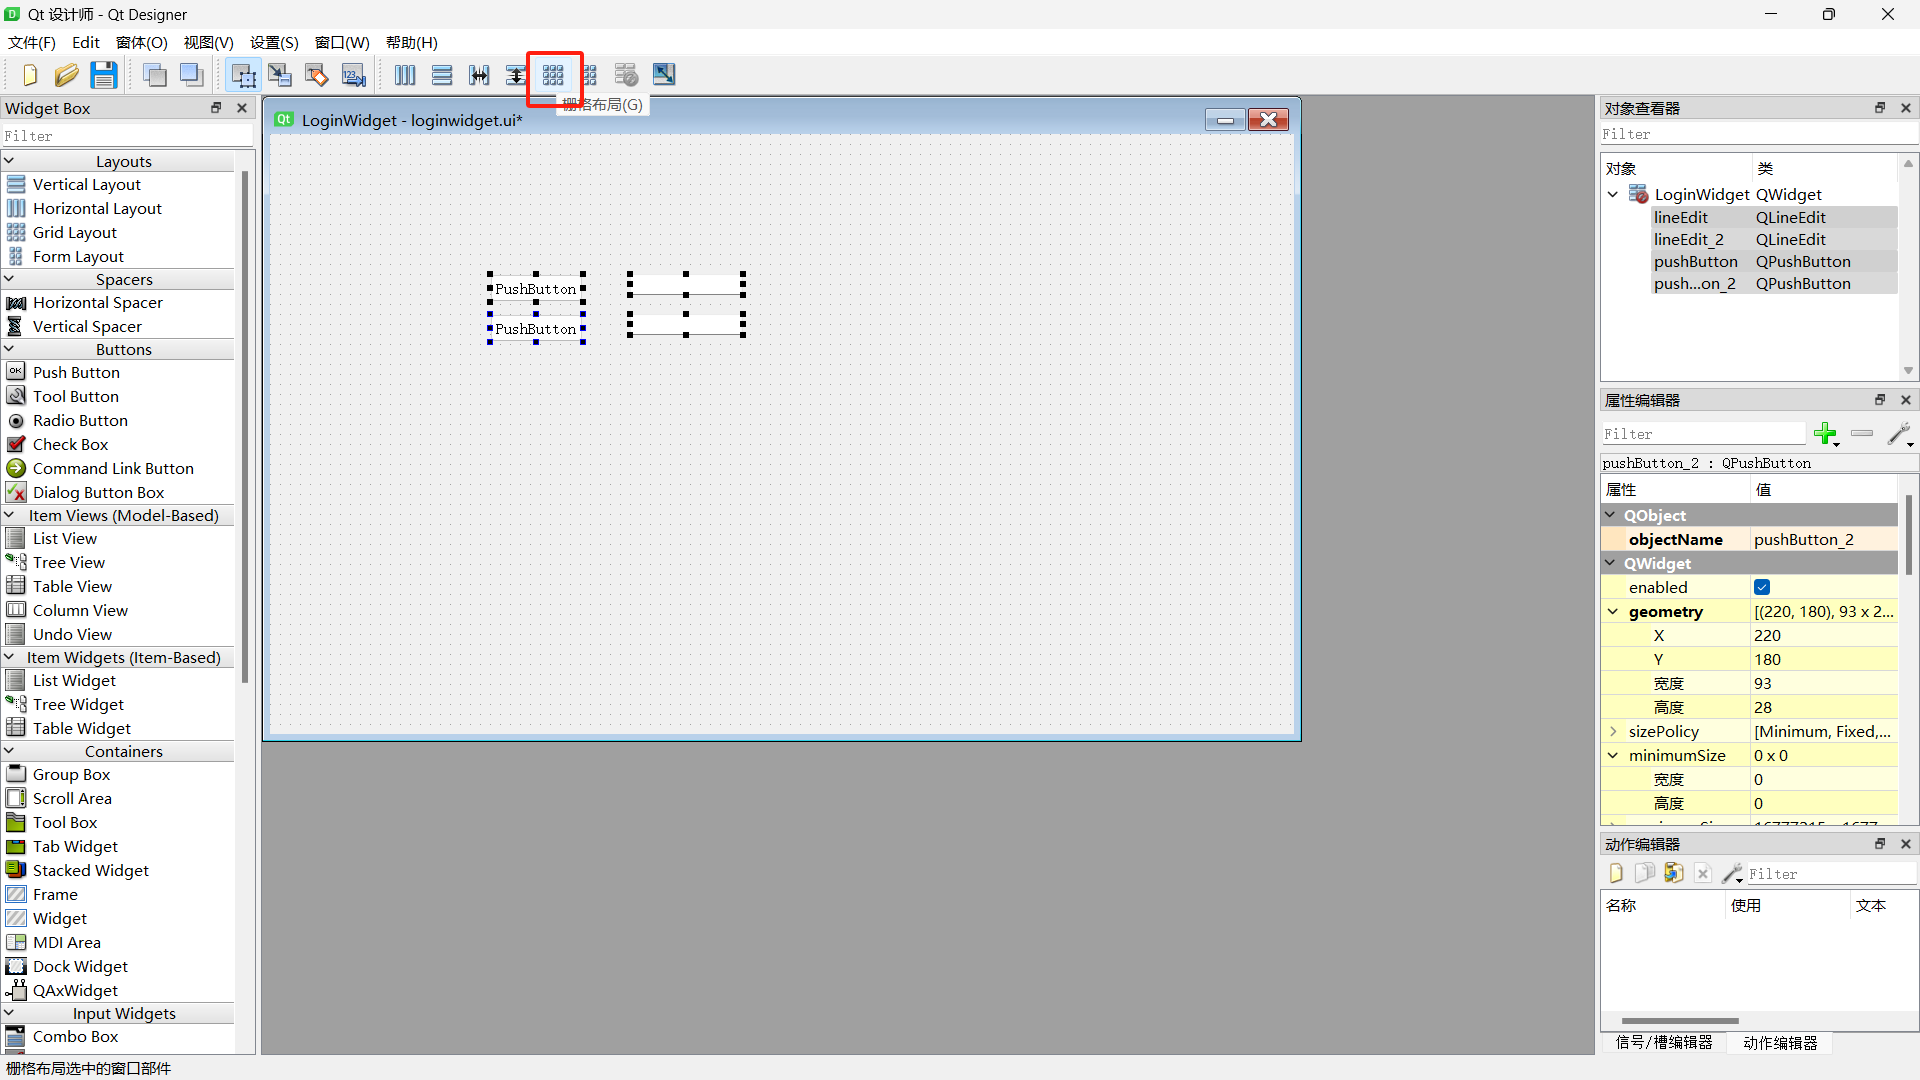 Qt 设计师 - Qt Designer
文件(F) Edit 窗体(O) 视图(V) 设置(S) 窗口(W) 帮助(H)
栅格布局(G)
Widget Box
Filter
Layouts
Vertical Layout
Horizontal Layout
Grid Layout
Form Layout
Spacers
Horizontal Spacer
Vertical Spacer
Buttons
Push Button
Tool Button
Radio Button
Check Box
Command Link Button
Dialog Button Box
Item Views (Model-Based)
List View
Tree View
Table View
Column View
Undo View
Item Widgets (Item-Based)
List Widget
Tree Widget
Table Widget
Containers
Group Box
Scroll Area
Tool Box
Tab Widget
Stacked Widget
Frame
Widget
MDI Area
Dock Widget
QAxWidget
Input Widgets
Combo Box
LoginWidget - loginwidget.ui*
PushButton
PushButton
对象查看器
Filter
对象 类
LoginWidget QWidget
lineEdit QLineEdit
lineEdit_2 QLineEdit
pushButton QPushButton
push...on_2 QPushButton
属性编辑器
Filter
pushButton_2 : QPushButton
属性 值
QObject
objectName pushButton_2
QWidget
enabled
geometry [(220, 180), 93 x 2...
X 220
Y 180
宽度 93
高度 28
sizePolicy [Minimum, Fixed,...
minimumSize 0 x 0
宽度 0
高度 0
动作编辑器
Filter
名称 使用 文本
信号/槽编辑器 动作编辑器
栅格布局选中的窗口部件